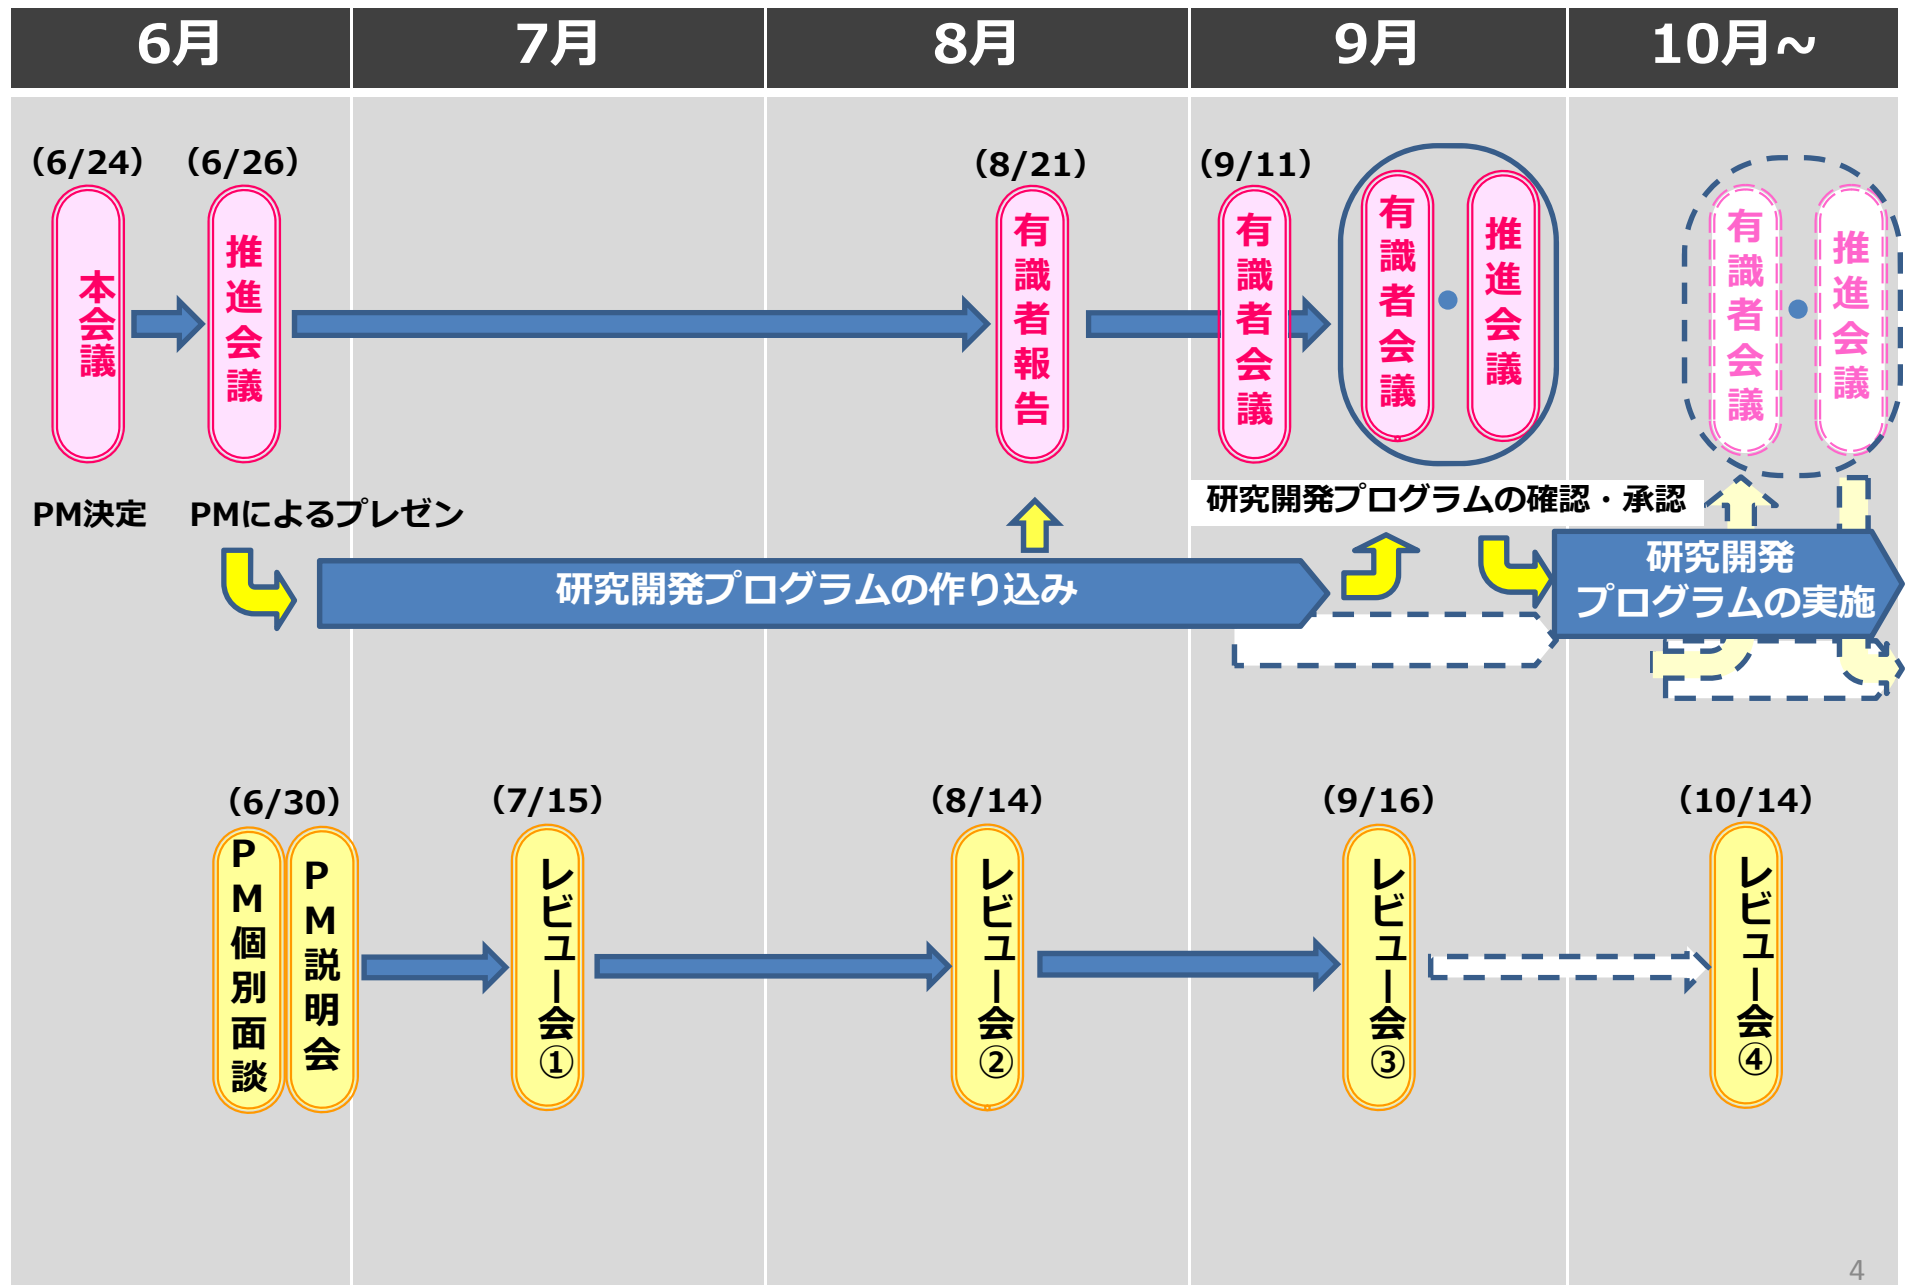 6月
7月
8月
9月
10月~
（6/24）
（6/26）
（8/21）
（9/11）
本会議
推進会議
有識者報告
有識者会議
有識者会議
・
推進会議
有識者会議
・
推進会議
PM決定
PMによるプレゼン
研究開発プログラムの確認・承認
研究開発プログラムの作り込み
研究開発
プログラムの実施
（6/30）
（7/15）
（8/14）
（9/16）
（10/14）
PM個別面談
PM説明会
レビュー会①
レビュー会②
レビュー会③
レビュー会④
4